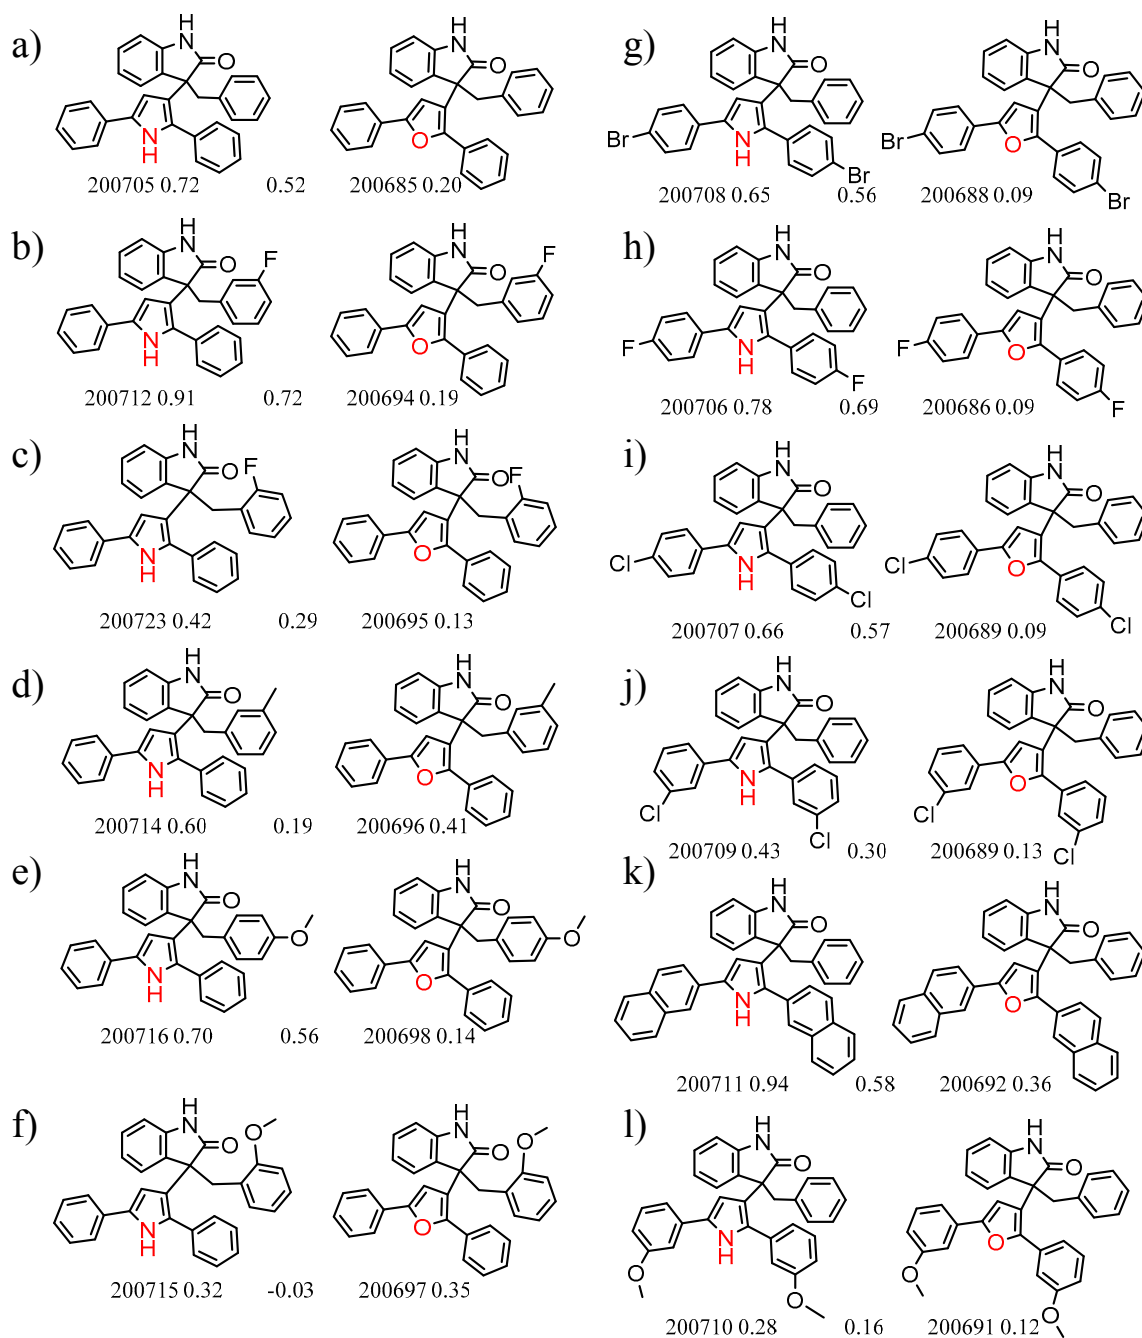 a)
H H
N N
O O
N O
H
200705 0.72 0.52 200685 0.20
b)
H H
N N
O F O F
N O
H
200712 0.91 0.72 200694 0.19
c)
H H
N N
O F O F
N O
H
200723 0.42 0.29 200695 0.13
d)
H H
N N
O O
N O
H
200714 0.60 0.19 200696 0.41
e)
H H
N N
O O
O O
N O
H
200716 0.70 0.56 200698 0.14
f)
H H
N N
O O O O
N O
H
200715 0.32 -0.03 200697 0.35
g)
H H
N N
O O
Br N Br O
H
Br Br
200708 0.65 0.56 200688 0.09
h)
H H
N N
O O
F N F O
H
F F
200706 0.78 0.69 200686 0.09
i)
H H
N N
O O
Cl N Cl O
H
Cl Cl
200707 0.66 0.57 200689 0.09
j)
H H
N N
O O
Cl N Cl O
H
Cl Cl
200709 0.43 0.30 200689 0.13
k)
H H
N N
O O
N O
H
200711 0.94 0.58 200692 0.36
l)
H H
N N
O O
N O
H
O O O O
200710 0.28 0.16 200691 0.12